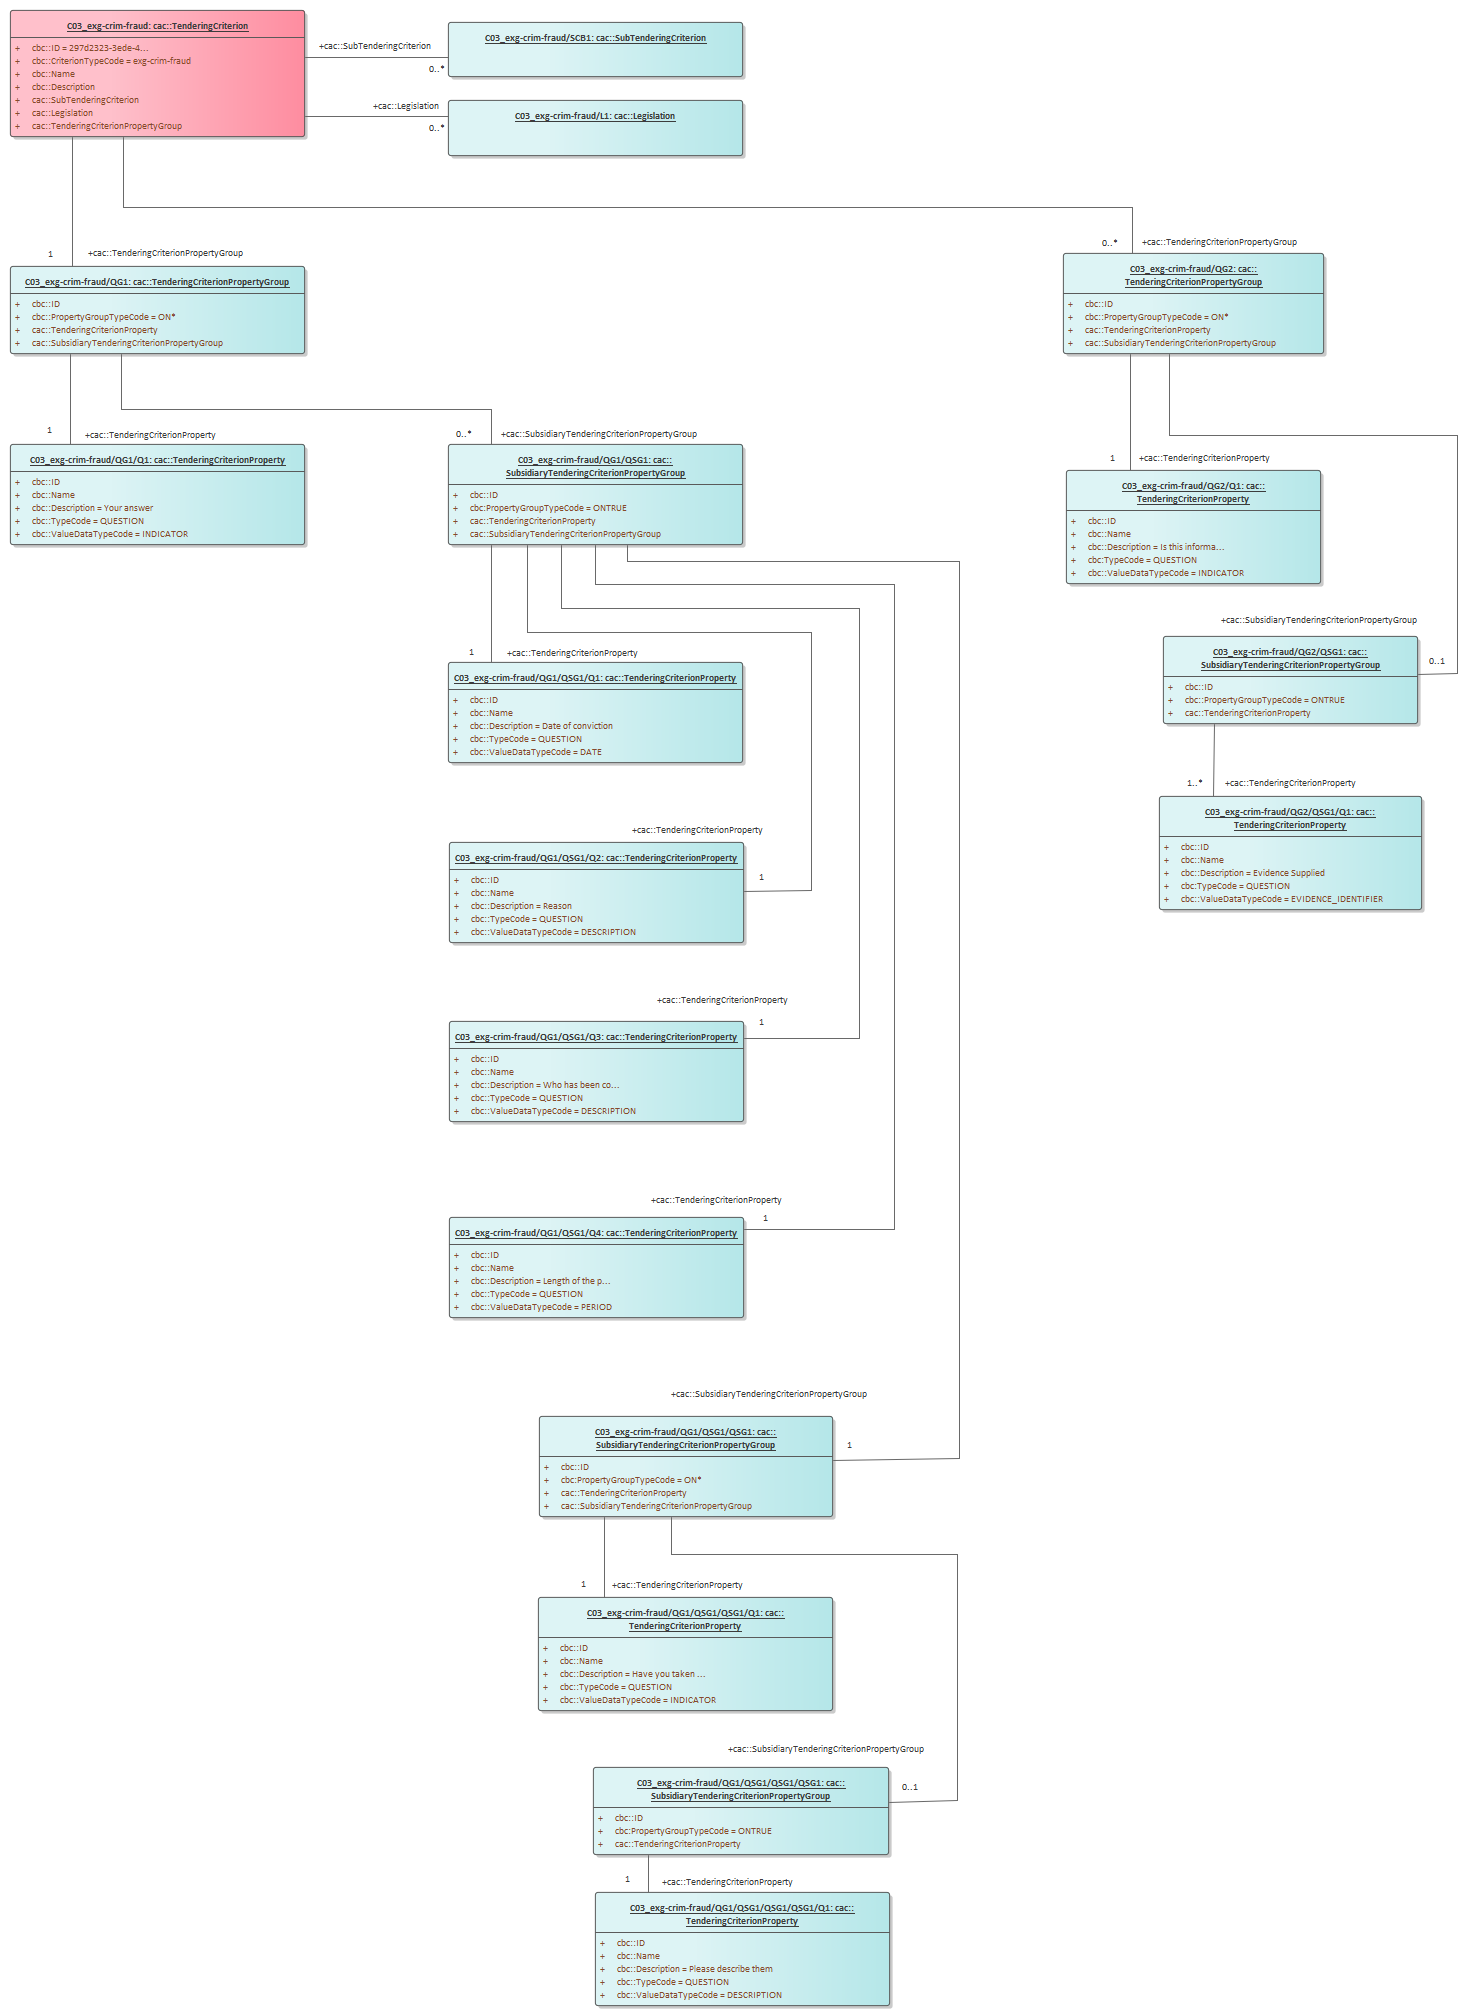 C03_exg-crim-fraud: cac::TenderingCriterion
+ cbc::ID = 297d2323-3ede-4...
+ cbc::CriterionTypeCode = exg-crim-fraud
+ cbc::Name
+ cbc::Description
+ cac::SubTenderingCriterion
+ cac::Legislation
+ cac::TenderingCriterionPropertyGroup
+cac::SubTenderingCriterion
0..*
C03_exg-crim-fraud/SCB1: cac::SubTenderingCriterion
+cac::Legislation
0..*
C03_exg-crim-fraud/L1: cac::Legislation
1 +cac::TenderingCriterionPropertyGroup
C03_exg-crim-fraud/QG1: cac::TenderingCriterionPropertyGroup
+ cbc::ID
+ cbc::PropertyGroupTypeCode = ON*
+ cac::TenderingCriterionProperty
+ cac::SubsidiaryTenderingCriterionPropertyGroup
0..* +cac::TenderingCriterionPropertyGroup
C03_exg-crim-fraud/QG2: cac::
TenderingCriterionPropertyGroup
+ cbc::ID
+ cbc::PropertyGroupTypeCode = ON*
+ cac::TenderingCriterionProperty
+ cac::SubsidiaryTenderingCriterionPropertyGroup
1 +cac::TenderingCriterionProperty
C03_exg-crim-fraud/QG1/Q1: cac::TenderingCriterionProperty
+ cbc::ID
+ cbc::Name
+ cbc::Description = Your answer
+ cbc::TypeCode = QUESTION
+ cbc::ValueDataTypeCode = INDICATOR
0..* +cac::SubsidiaryTenderingCriterionPropertyGroup
C03_exg-crim-fraud/QG1/QSG1: cac::
SubsidiaryTenderingCriterionPropertyGroup
+ cbc::ID
+ cbc:PropertyGroupTypeCode = ONTRUE
+ cac::TenderingCriterionProperty
+ cac::SubsidiaryTenderingCriterionPropertyGroup
1 +cac::TenderingCriterionProperty
C03_exg-crim-fraud/QG2/Q1: cac::
TenderingCriterionProperty
+ cbc::ID
+ cbc::Name
+ cbc::Description = Is this informa...
+ cbc:TypeCode = QUESTION
+ cbc::ValueDataTypeCode = INDICATOR
+cac::SubsidiaryTenderingCriterionPropertyGroup
0..1
C03_exg-crim-fraud/QG2/QSG1: cac::
SubsidiaryTenderingCriterionPropertyGroup
+ cbc::ID
+ cbc::PropertyGroupTypeCode = ONTRUE
+ cac::TenderingCriterionProperty
1 +cac::TenderingCriterionProperty
C03_exg-crim-fraud/QG1/QSG1/Q1: cac::TenderingCriterionProperty
+ cbc::ID
+ cbc::Name
+ cbc::Description = Date of conviction
+ cbc::TypeCode = QUESTION
+ cbc::ValueDataTypeCode = DATE
1..* +cac::TenderingCriterionProperty
C03_exg-crim-fraud/QG2/QSG1/Q1: cac::
TenderingCriterionProperty
+ cbc::ID
+ cbc::Name
+ cbc::Description = Evidence Supplied
+ cbc:TypeCode = QUESTION
+ cbc::ValueDataTypeCode = EVIDENCE_IDENTIFIER
+cac::TenderingCriterionProperty
1
C03_exg-crim-fraud/QG1/QSG1/Q2: cac::TenderingCriterionProperty
+ cbc::ID
+ cbc::Name
+ cbc::Description = Reason
+ cbc::TypeCode = QUESTION
+ cbc::ValueDataTypeCode = DESCRIPTION
+cac::TenderingCriterionProperty
1
C03_exg-crim-fraud/QG1/QSG1/Q3: cac::TenderingCriterionProperty
+ cbc::ID
+ cbc::Name
+ cbc::Description = Who has been co...
+ cbc::TypeCode = QUESTION
+ cbc::ValueDataTypeCode = DESCRIPTION
+cac::TenderingCriterionProperty
1
C03_exg-crim-fraud/QG1/QSG1/Q4: cac::TenderingCriterionProperty
+ cbc::ID
+ cbc::Name
+ cbc::Description = Length of the p...
+ cbc::TypeCode = QUESTION
+ cbc::ValueDataTypeCode = PERIOD
+cac::SubsidiaryTenderingCriterionPropertyGroup
1
C03_exg-crim-fraud/QG1/QSG1/QSG1: cac::
SubsidiaryTenderingCriterionPropertyGroup
+ cbc::ID
+ cbc:PropertyGroupTypeCode = ON*
+ cac::TenderingCriterionProperty
+ cac::SubsidiaryTenderingCriterionPropertyGroup
1 +cac::TenderingCriterionProperty
C03_exg-crim-fraud/QG1/QSG1/QSG1/Q1: cac::
TenderingCriterionProperty
+ cbc::ID
+ cbc::Name
+ cbc::Description = Have you taken ...
+ cbc::TypeCode = QUESTION
+ cbc::ValueDataTypeCode = INDICATOR
+cac::SubsidiaryTenderingCriterionPropertyGroup
0..1
C03_exg-crim-fraud/QG1/QSG1/QSG1/QSG1: cac::
SubsidiaryTenderingCriterionPropertyGroup
+ cbc::ID
+ cbc:PropertyGroupTypeCode = ONTRUE
+ cac::TenderingCriterionProperty
1 +cac::TenderingCriterionProperty
C03_exg-crim-fraud/QG1/QSG1/QSG1/QSG1/Q1: cac::
TenderingCriterionProperty
+ cbc::ID
+ cbc::Name
+ cbc::Description = Please describe them
+ cbc::TypeCode = QUESTION
+ cbc::ValueDataTypeCode = DESCRIPTION